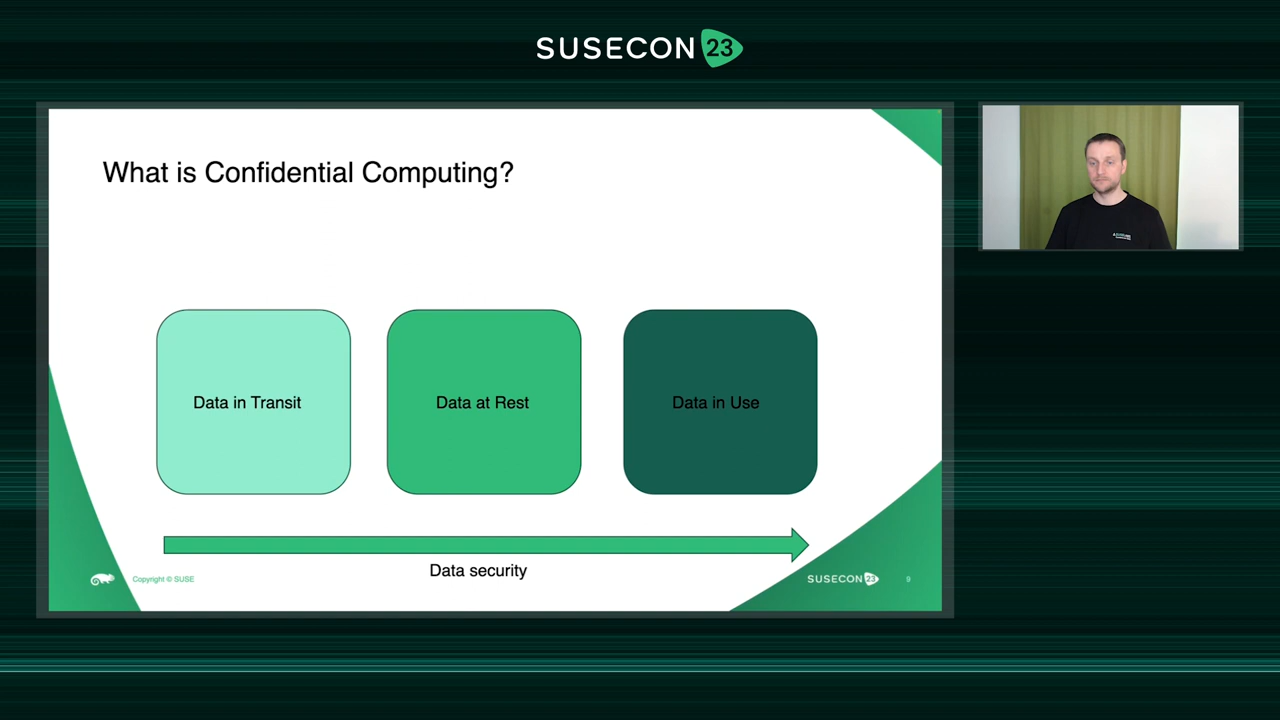 SUSECON 23
What is Confidential Computing?
Data in Transit
Data at Rest
Data in Use
Data security
Copyright © SUSE
SUSECON 23
9